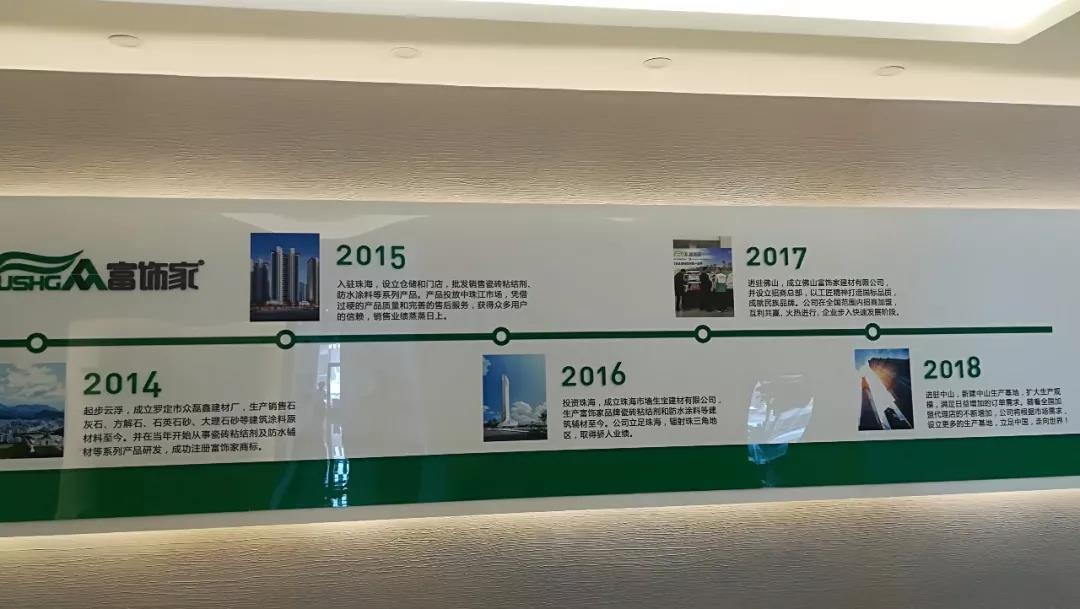 USHG
富饰家
2014
起步云浮，成立罗定市众磊鑫建材厂，生产销售石
灰石、方解石、石英石砂、大理石砂等建筑涂料原
材料至今。并在当年开始从事瓷砖粘结剂及防水辅
材等系列产品研发，成功注册富饰家商标。
2015
入驻珠海，设立仓储和门店，批发销售瓷砖粘结剂、
防水涂料等系列产品。产品投放中珠江市场，凭借
过硬的产品质量和完善的售后服务，获得众多用户
的信赖，销售业绩蒸蒸日上。
2016
投资珠海，成立珠海市墙生宝建材有限公司，
生产富饰家品牌瓷砖粘结剂和防水涂料等建
筑辅材至今。公司立足珠海，辐射珠三角地
区，取得骄人业绩。
2017
进驻佛山，成立佛山富饰家建材有限公司，
并设立招商总部，以工匠精神打造国标品质，
成就民族品牌。公司在全国范围内招商加盟，
互利共赢，火热进行，企业步入快速发展阶段。
2018
进驻中山，新建中山生产基地，扩大生产规
模，满足日益增加的订单需求。随着全国加
盟代理店的不断增加，公司将根据市场需求，
设立更多的生产基地，立足中国，走向世界！